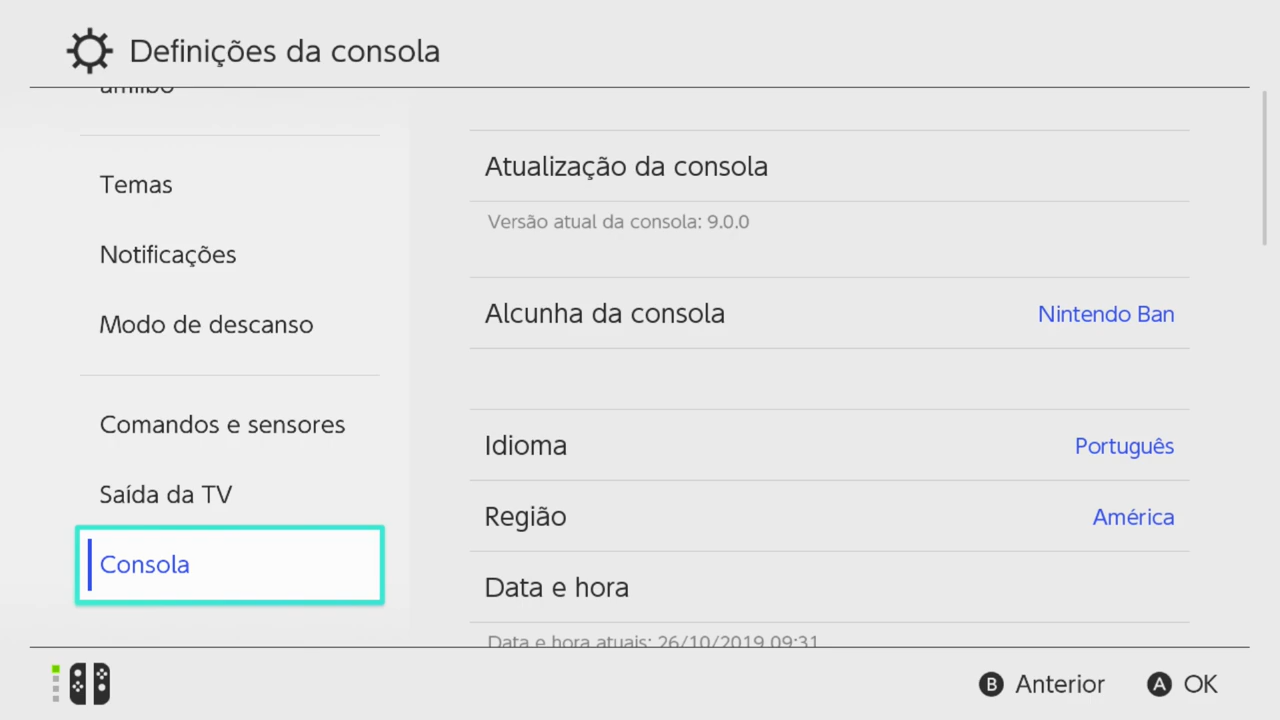 Definições da consola
amiibo
Temas
Notificações
Modo de descanso
Comandos e sensores
Saída da TV
Consola
Atualização da consola
Versão atual da consola: 9.0.0
Alcunha da consola
Nintendo Ban
Idioma
Português
Região
América
Data e hora
Data e hora atuais: 26/10/2019 09:31
B Anterior
A OK